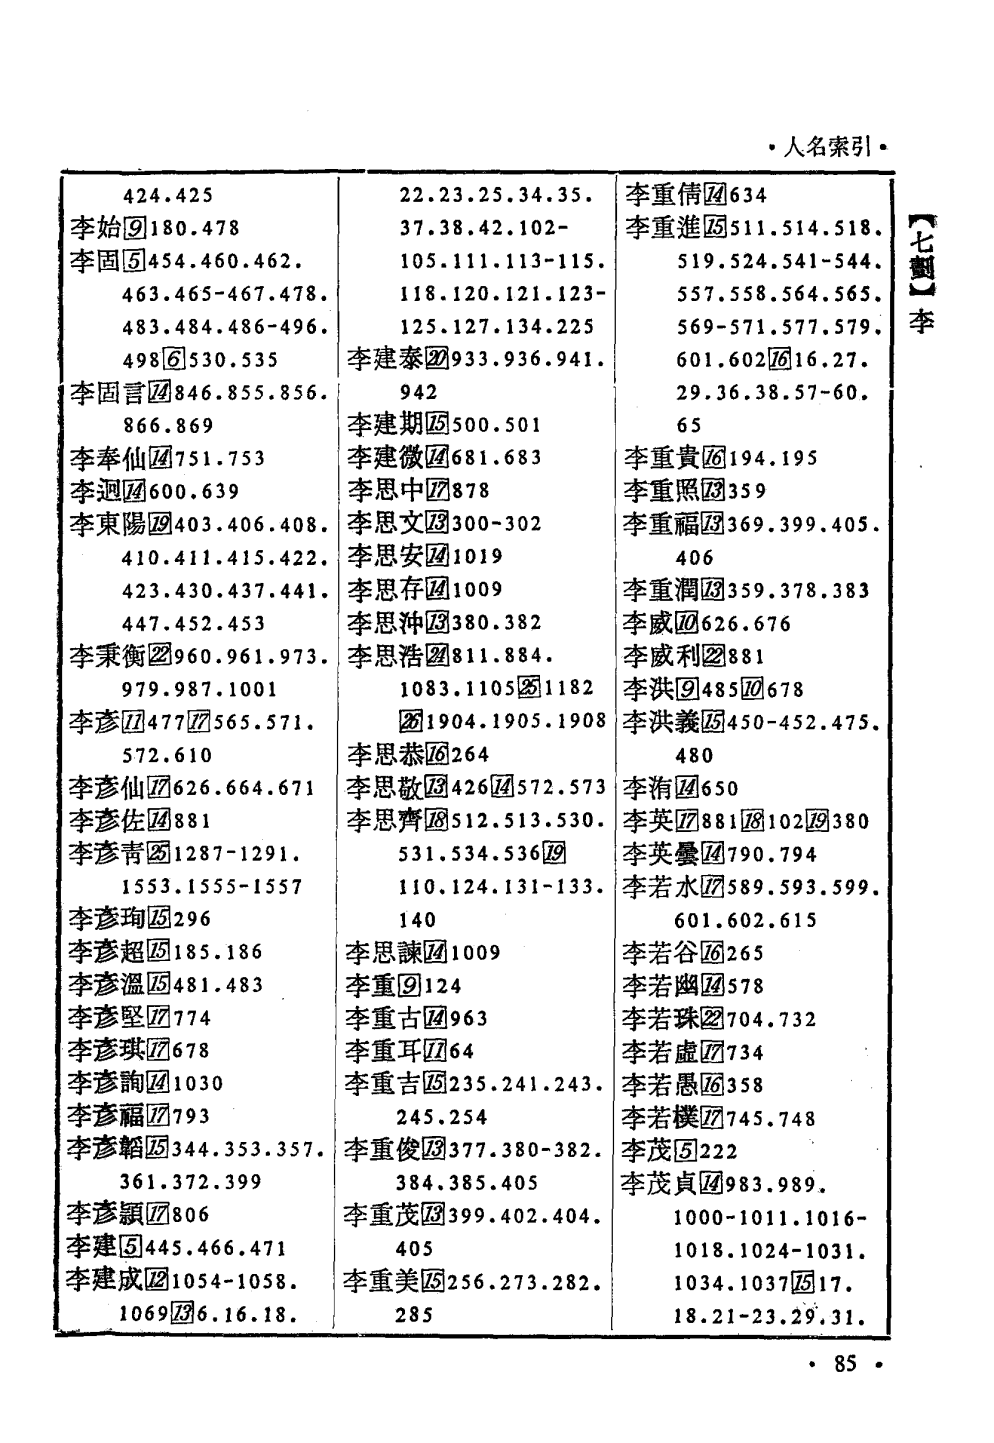 ·人名索引·
【七劃】李
424.425
李始⑨180.478
李固⑤454.460.462.
463.465-467.478.
483.484.486-496.
498⑥530.535
李固言⑭846.855.856.
866.869
李奉仙⑭751.753
李迥⑭600.639
李東陽⑲403.406.408.
410.411.415.422.
423.430.437.441.
447.452.453
李秉衡㉒960.961.973.
979.987.1001
李彥⑪477⑰565.571.
572.610
李彥仙⑰626.664.671
李彥佐⑭881
李彥青㉕1287-1291.
1553.1555-1557
李彥珣⑮296
李彥超⑮185.186
李彥溫⑮481.483
李彥堅⑰774
李彥琪⑰678
李彥詢⑭1030
李彥福⑰793
李彥韜⑮344.353.357.
361.372.399
李彥穎⑰806
李建⑤445.466.471
李建成⑫1054-1058.
1069⑬6.16.18.
22.23.25.34.35.
37.38.42.102-
105.111.113-115.
118.120.121.123-
125.127.134.225
李建泰⑳933.936.941.
942
李建期⑮500.501
李建徽⑭681.683
李思中⑰878
李思文⑬300-302
李思安⑭1019
李思存⑭1009
李思沖⑬380.382
李思浩㉔811.884.
1083.1105㉕1182
㉖1904.1905.1908
李思恭⑯264
李思敬⑬426⑭572.573
李思齊⑱512.513.530.
531.534.536⑲
110.124.131-133.
140
李思諫⑭1009
李重⑨124
李重古⑭963
李重耳⑪64
李重吉⑮235.241.243.
245.254
李重俊⑬377.380-382.
384.385.405
李重茂⑬399.402.404.
405
李重美⑮256.273.282.
285
李重倩⑭634
李重進⑮511.514.518.
519.524.541-544.
557.558.564.565.
569-571.577.579.
601.602⑯16.27.
29.36.38.57-60.
65
李重貴⑯194.195
李重照⑬359
李重福⑬369.399.405.
406
李重潤⑬359.378.383
李威⑩626.676
李威利㉒881
李洪⑨485⑩678
李洪義⑮450-452.475.
480
李洧⑭650
李英⑰881⑱102⑲380
李英曇⑭790.794
李若水⑰589.593.599.
601.602.615
李若谷⑯265
李若幽⑭578
李若珠㉒704.732
李若虛⑰734
李若愚⑯358
李若樸⑰745.748
李茂⑤222
李茂貞⑭983.989.
1000-1011.1016-
1018.1024-1031.
1034.1037⑮17.
18.21-23.29.31.
· 85 ·